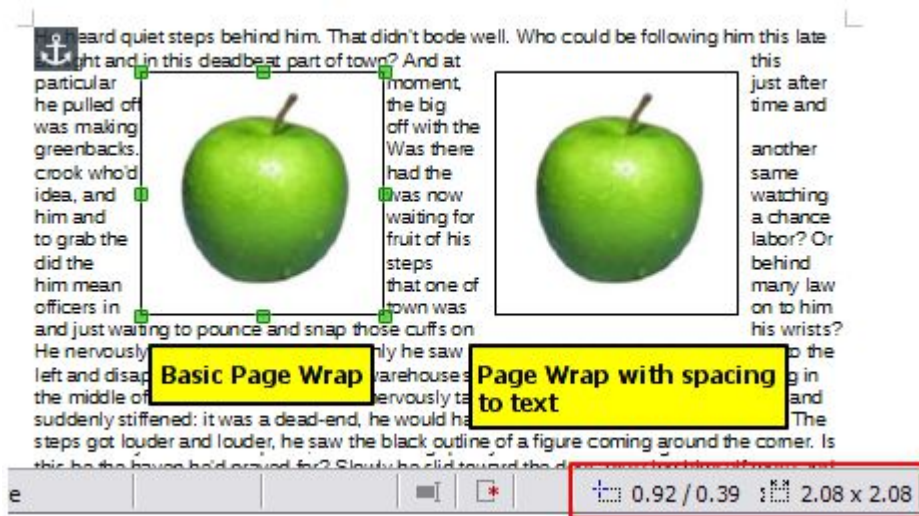 heard quiet steps behind him. That didn't bode well. Who could be following him this late
ght and in this deadbeat part of town? And at this
particular moment, just after
he pulled off the big time and
was making off with the
greenbacks. Was there another
crook who'd had the same
idea, and was now watching
him and waiting for a chance
to grab the fruit of his labor? Or
did the steps behind
him mean that one of many law
officers in town was on to him
and just waiting to pounce and snap those cuffs on his wrists?
He nervously he saw the
left and disap warehouses in
Basic Page Wrap
Page Wrap with spacing
to text
the middle of and
suddenly stiffened: it was a dead-end, he would ha The
steps got louder and louder, he saw the black outline of a figure coming around the corner. Is
e 0.92 / 0.39 2.08 x 2.08